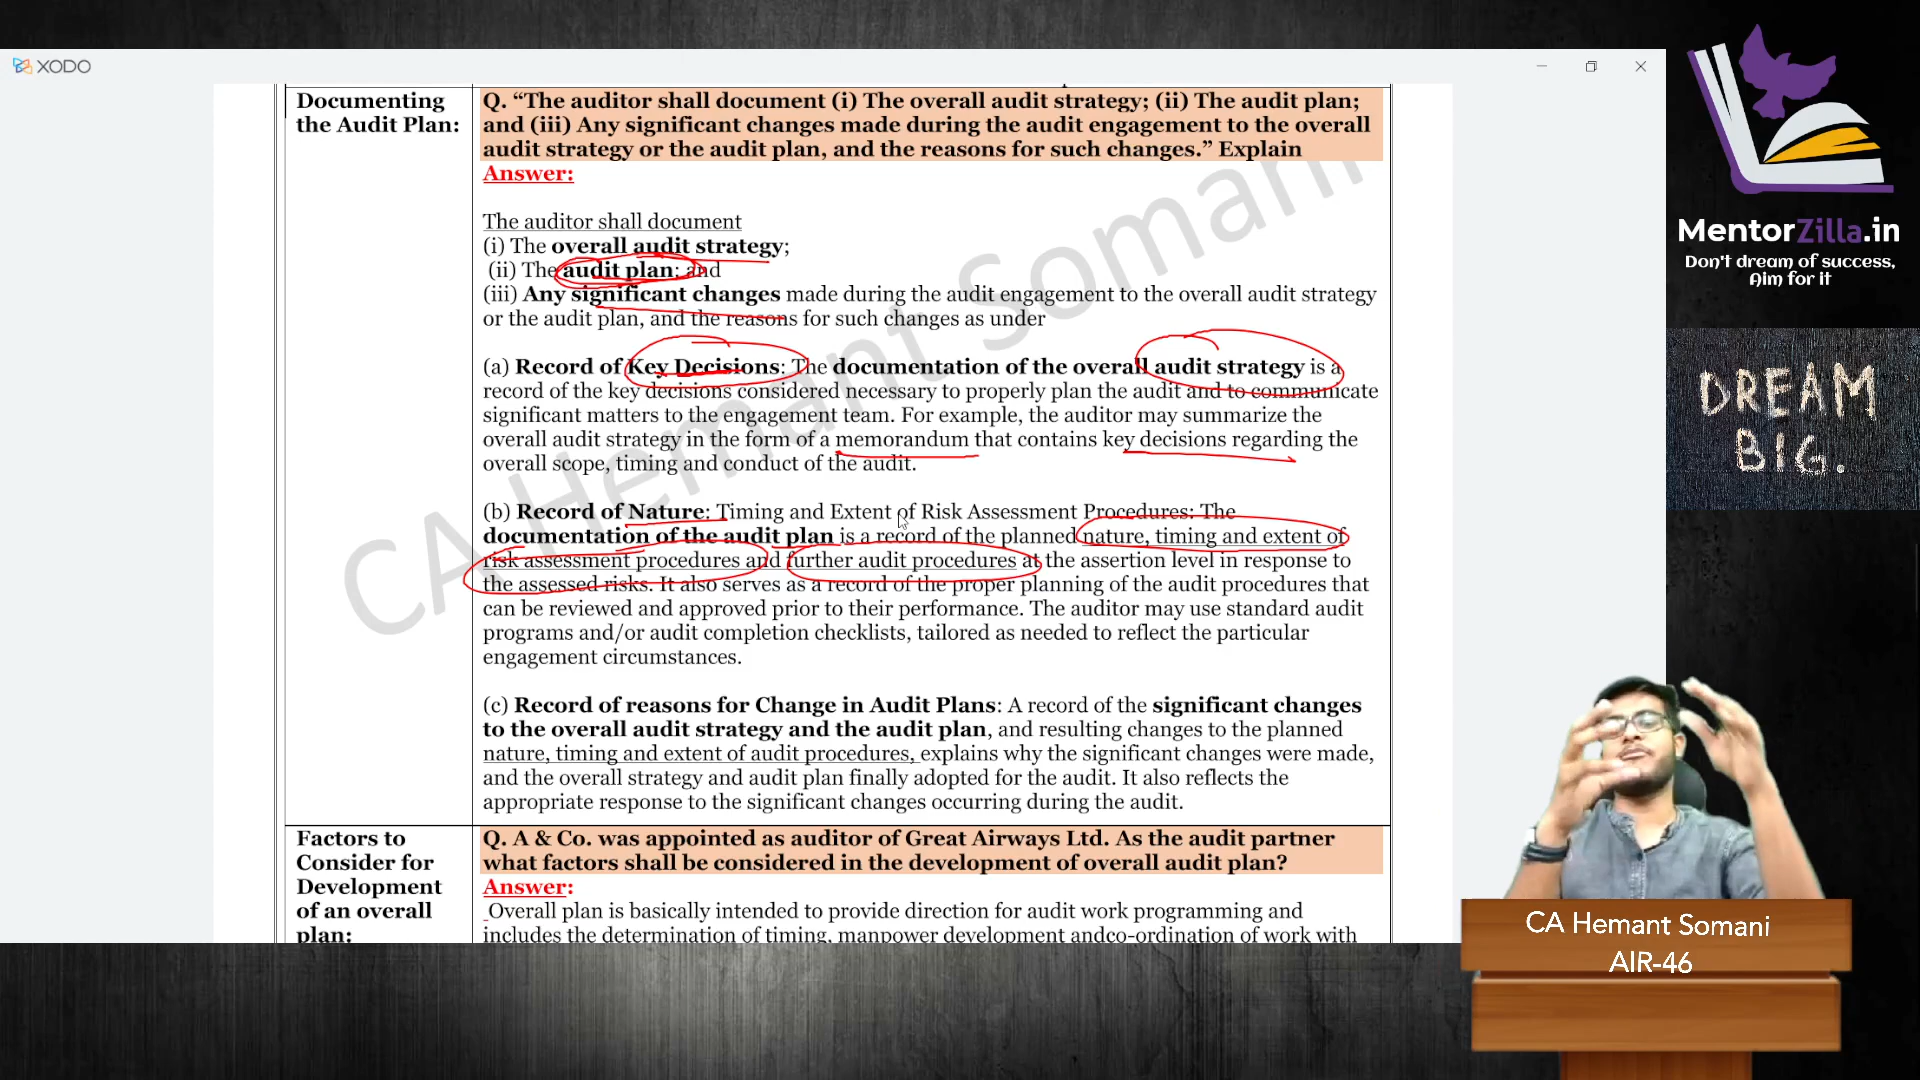 XODO
Documenting
the Audit Plan:
Q. “The auditor shall document (i) The overall audit strategy; (ii) The audit plan;
and (iii) Any significant changes made during the audit engagement to the overall
audit strategy or the audit plan, and the reasons for such changes.” Explain
Answer:
The auditor shall document
(i) The overall audit strategy;
(ii) The audit plan; and
(iii) Any significant changes made during the audit engagement to the overall audit strategy
or the audit plan, and the reasons for such changes as under
(a) Record of Key Decisions: The documentation of the overall audit strategy is a
record of the key decisions considered necessary to properly plan the audit and to communicate
significant matters to the engagement team. For example, the auditor may summarize the
overall audit strategy in the form of a memorandum that contains key decisions regarding the
overall scope, timing and conduct of the audit.
(b) Record of Nature: Timing and Extent of Risk Assessment Procedures: The
documentation of the audit plan is a record of the planned nature, timing and extent of
risk assessment procedures and further audit procedures at the assertion level in response to
the assessed risks. It also serves as a record of the proper planning of the audit procedures that
can be reviewed and approved prior to their performance. The auditor may use standard audit
programs and/or audit completion checklists, tailored as needed to reflect the particular
engagement circumstances.
(c) Record of reasons for Change in Audit Plans: A record of the significant changes
to the overall audit strategy and the audit plan, and resulting changes to the planned
nature, timing and extent of audit procedures, explains why the significant changes were made,
and the overall strategy and audit plan finally adopted for the audit. It also reflects the
appropriate response to the significant changes occurring during the audit.
Factors to
Consider for
Development
of an overall
plan:
Q. A & Co. was appointed as auditor of Great Airways Ltd. As the audit partner
what factors shall be considered in the development of overall audit plan?
Answer:
Overall plan is basically intended to provide direction for audit work programming and
includes the determination of timing, manpower development andco-ordination of work with
CA Hemant Somani
MentorZilla.in
Don't dream of success,
Aim for it
DREAM
BIG.
CA Hemant Somani
AIR-46